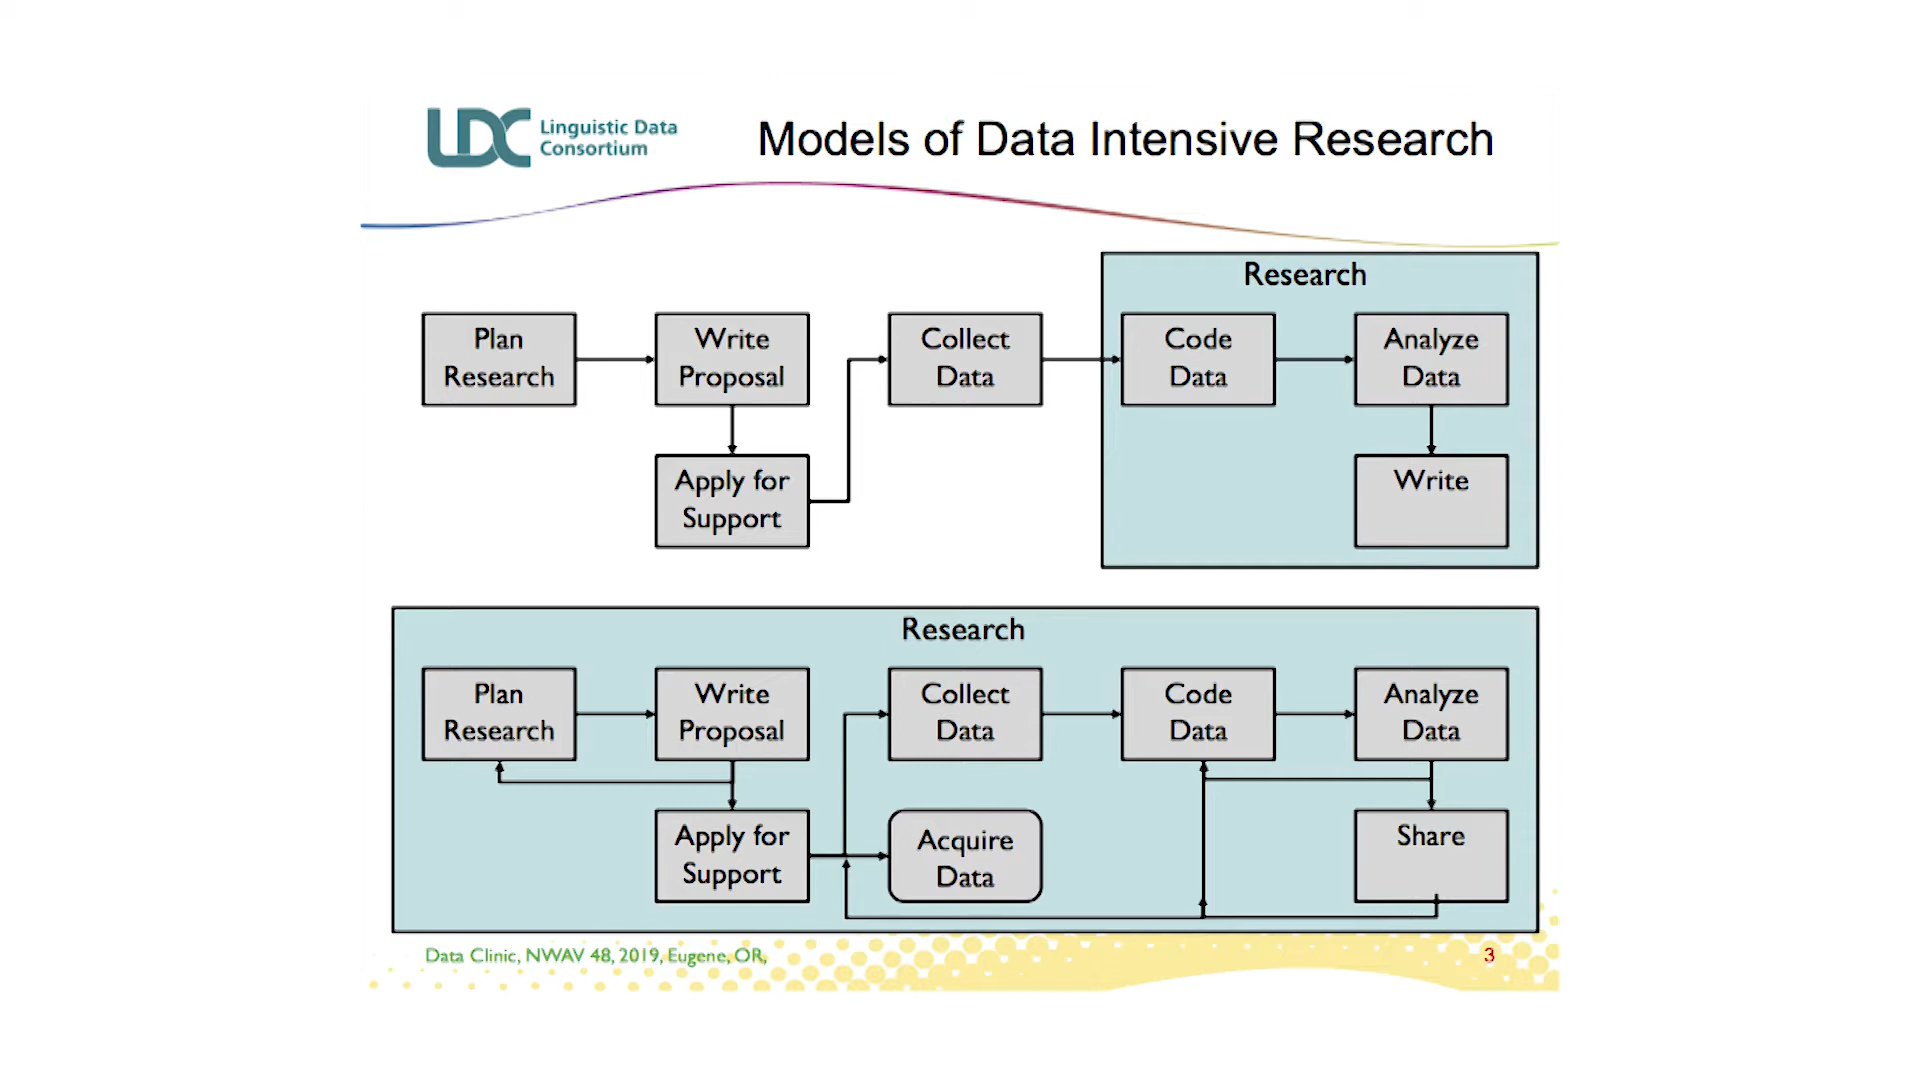 LDC
Linguistic Data
Consortium
Models of Data Intensive Research
Research
Plan
Research
Write
Proposal
Collect
Data
Code
Data
Analyze
Data
Apply for
Support
Write
Research
Plan
Research
Write
Proposal
Collect
Data
Code
Data
Analyze
Data
Apply for
Support
Acquire
Data
Share
Data Clinic, NWAV 48, 2019, Eugene, OR,
3